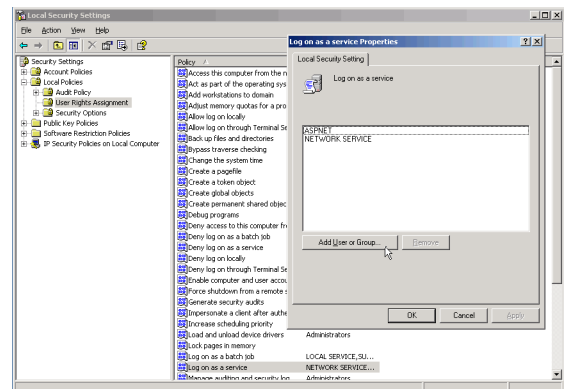 Local Security Settings
File Action View Help
Security Settings
Account Policies
Local Policies
Audit Policy
User Rights Assignment
Security Options
Public Key Policies
Software Restriction Policies
IP Security Policies on Local Computer
Policy
Access this computer from the n
Act as part of the operating sys
Add workstations to domain
Adjust memory quotas for a pro
Allow log on locally
Allow log on through Terminal Se
Back up files and directories
Bypass traverse checking
Change the system time
Create a pagefile
Create a token object
Create global objects
Create permanent shared objec
Debug programs
Deny access to this computer fr
Deny log on as a batch job
Deny log on as a service
Deny log on locally
Deny log on through Terminal Se
Enable computer and user accou
Force shutdown from a remote s
Generate security audits
Impersonate a client after authe
Increase scheduling priority
Load and unload device drivers Administrators
Lock pages in memory
Log on as a batch job LOCAL SERVICE,SU...
Log on as a service NETWORK SERVICE...
Manage auditing and security log Administrators
Log on as a service Properties
Local Security Setting
Log on as a service
ASPNET
NETWORK SERVICE
Add User or Group... Remove
OK Cancel Apply